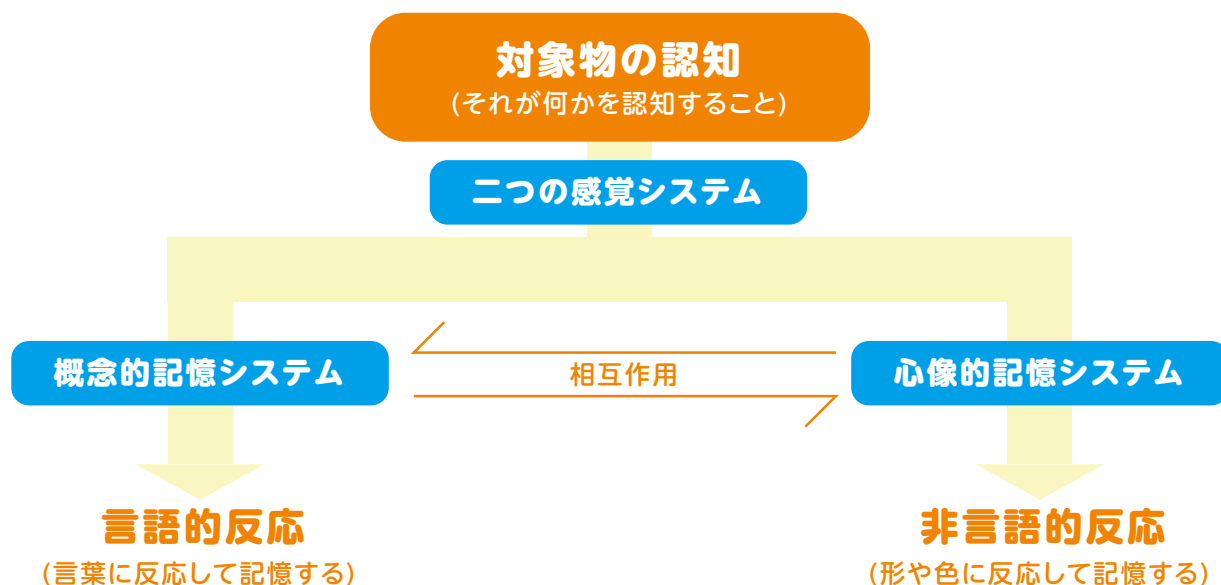 対象物の認知
(それが何かを認知すること)
二つの感覚システム
概念的記憶システム
相互作用
心像的記憶システム
言語的反応
(言葉に反応して記憶する)
非言語的反応
(形や色に反応して記憶する)